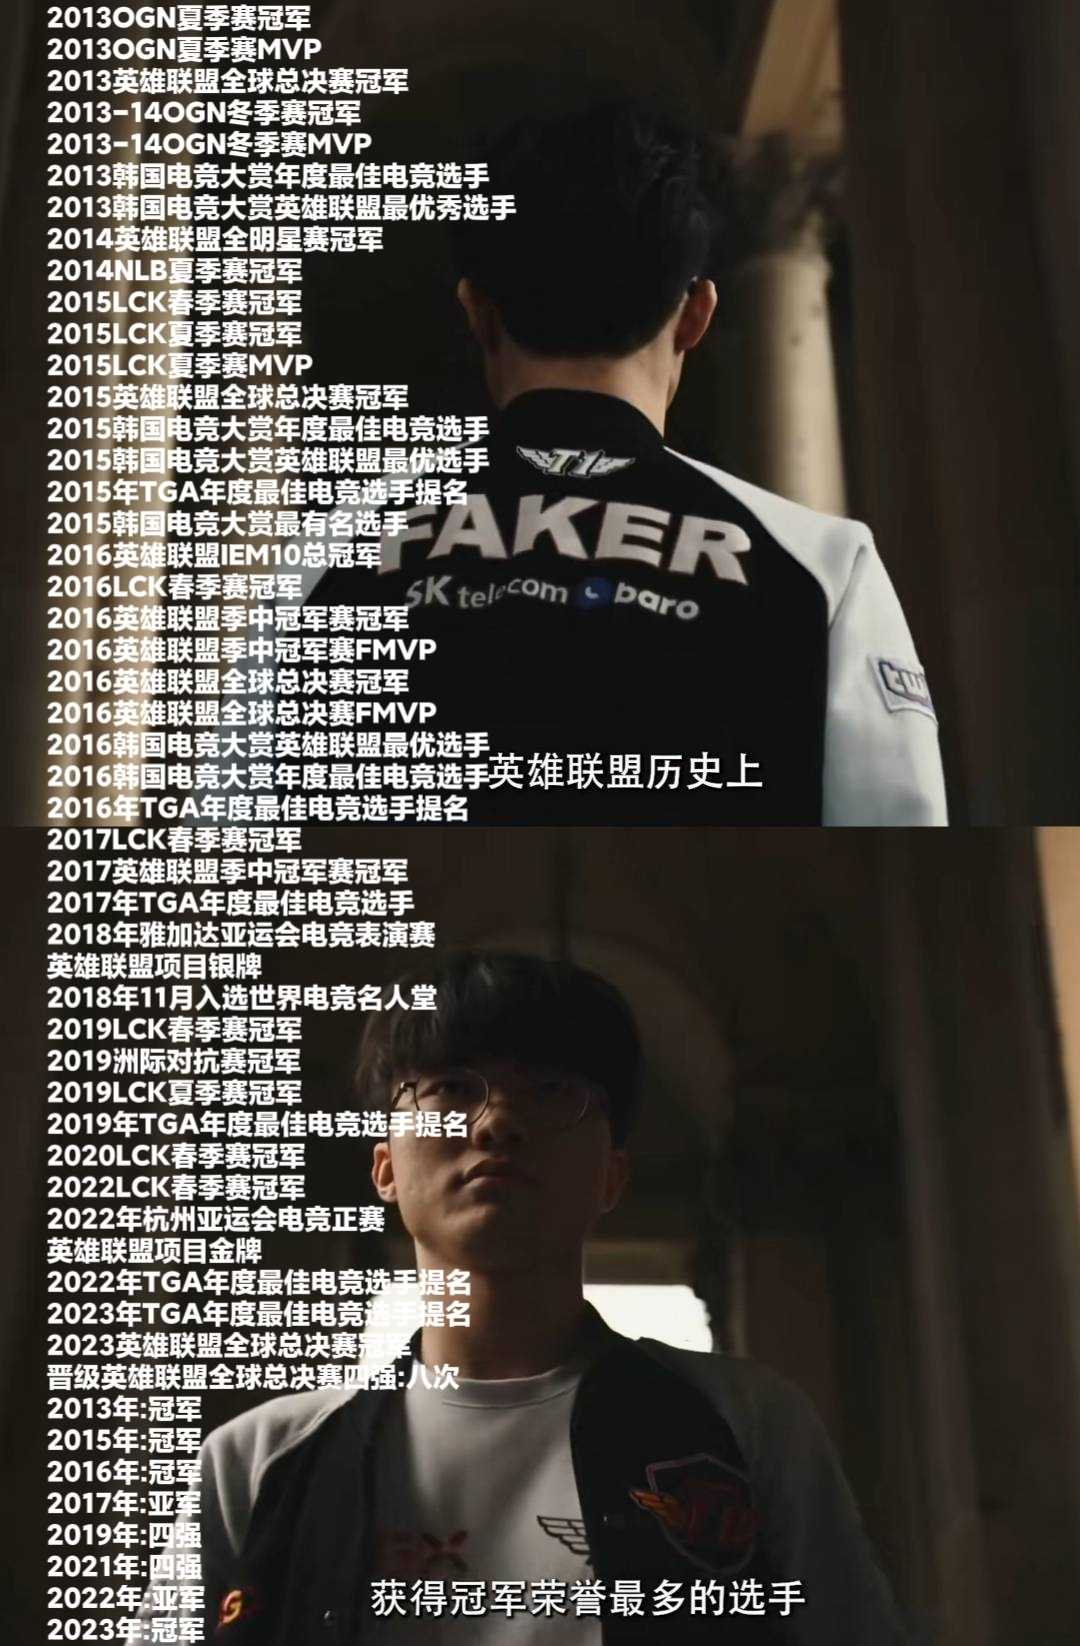 2013OGN夏季赛冠军
2013OGN夏季赛MVP
2013英雄联盟全球总决赛冠军
2013-14OGN冬季赛冠军
2013-14OGN冬季赛MVP
2013韩国电竞大赏年度最佳电竞选手
2013韩国电竞大赏英雄联盟最优秀选手
2014英雄联盟全明星赛冠军
2014NLB夏季赛冠军
2015LCK春季赛冠军
2015LCK夏季赛冠军
2015LCK夏季赛MVP
2015英雄联盟全球总决赛冠军
2015韩国电竞大赏年度最佳电竞选手
2015韩国电竞大赏英雄联盟最优选手
2015年TGA年度最佳电竞选手提名
2015韩国电竞大赏最有名选手
2016英雄联盟IEM10总冠军
2016LCK春季赛冠军
2016英雄联盟季中冠军赛冠军
2016英雄联盟季中冠军赛FMVP
2016英雄联盟全球总决赛冠军
2016英雄联盟全球总决赛FMVP
2016韩国电竞大赏英雄联盟最优选手
2016韩国电竞大赏年度最佳电竞选手
2016年TGA年度最佳电竞选手提名
T1
FAKER
SK telecom baro
tw
英雄联盟历史上
2017LCK春季赛冠军
2017英雄联盟季中冠军赛冠军
2017年TGA年度最佳电竞选手
2018年雅加达亚运会电竞表演赛
英雄联盟项目银牌
2018年11月入选世界电竞名人堂
2019LCK春季赛冠军
2019洲际对抗赛冠军
2019LCK夏季赛冠军
2019年TGA年度最佳电竞选手提名
2020LCK春季赛冠军
2022LCK春季赛冠军
2022年杭州亚运会电竞正赛
英雄联盟项目金牌
2022年TGA年度最佳电竞选手提名
2023年TGA年度最佳电竞选手提名
2023英雄联盟全球总决赛冠军
晋级英雄联盟全球总决赛四强:八次
2013年:冠军
2015年:冠军
2016年:冠军
2017年:亚军
2019年:四强
2021年:四强
2022年:亚军
2023年:冠军
T1
获得冠军荣誉最多的选手